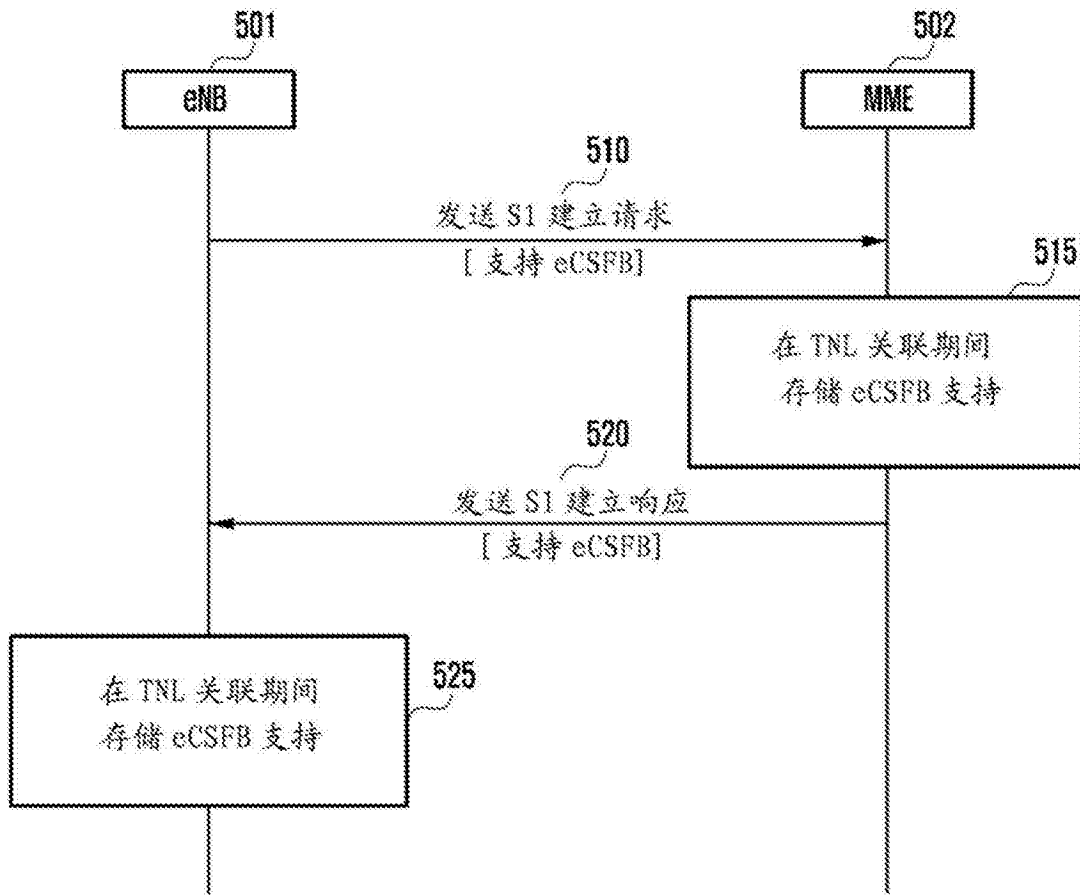 501
502
eNB
MME
510
发送 S1 建立请求
[ 支持 eCSFB]
515
在 TNL 关联期间
存储 eCSFB 支持
520
发送 S1 建立响应
[ 支持 eCSFB]
525
在 TNL 关联期间
存储 eCSFB 支持